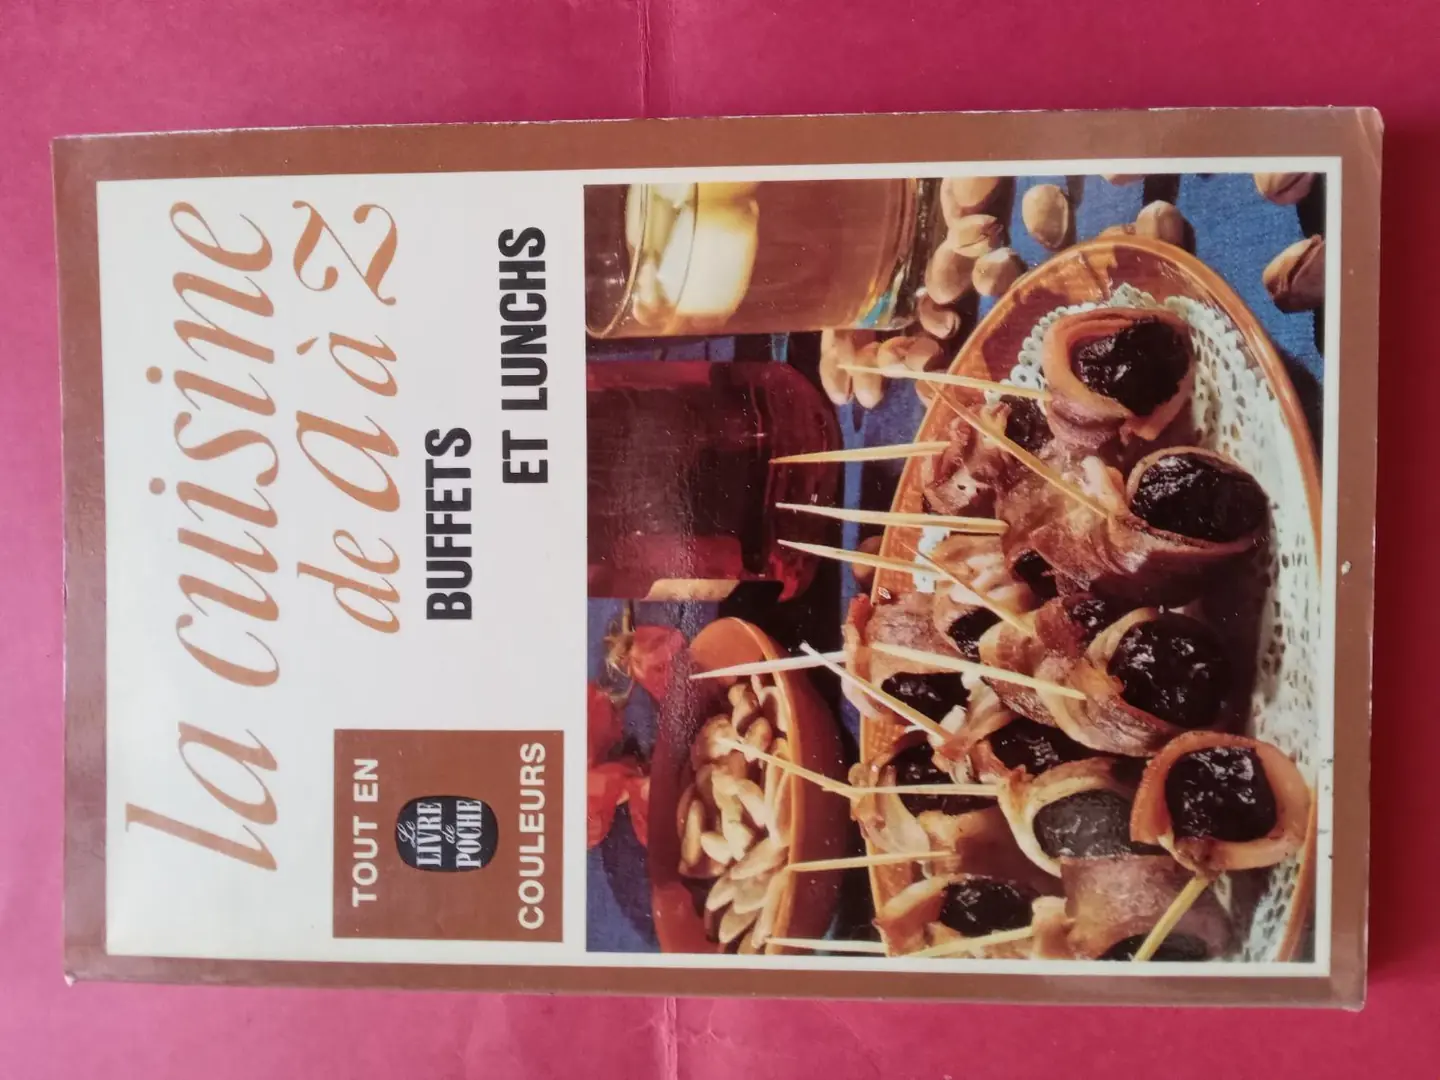 la cuisine
de a à z
BUFFETS
ET LUNCHS
TOUT EN
Le
LIVRE
de
POCHE
COULEURS